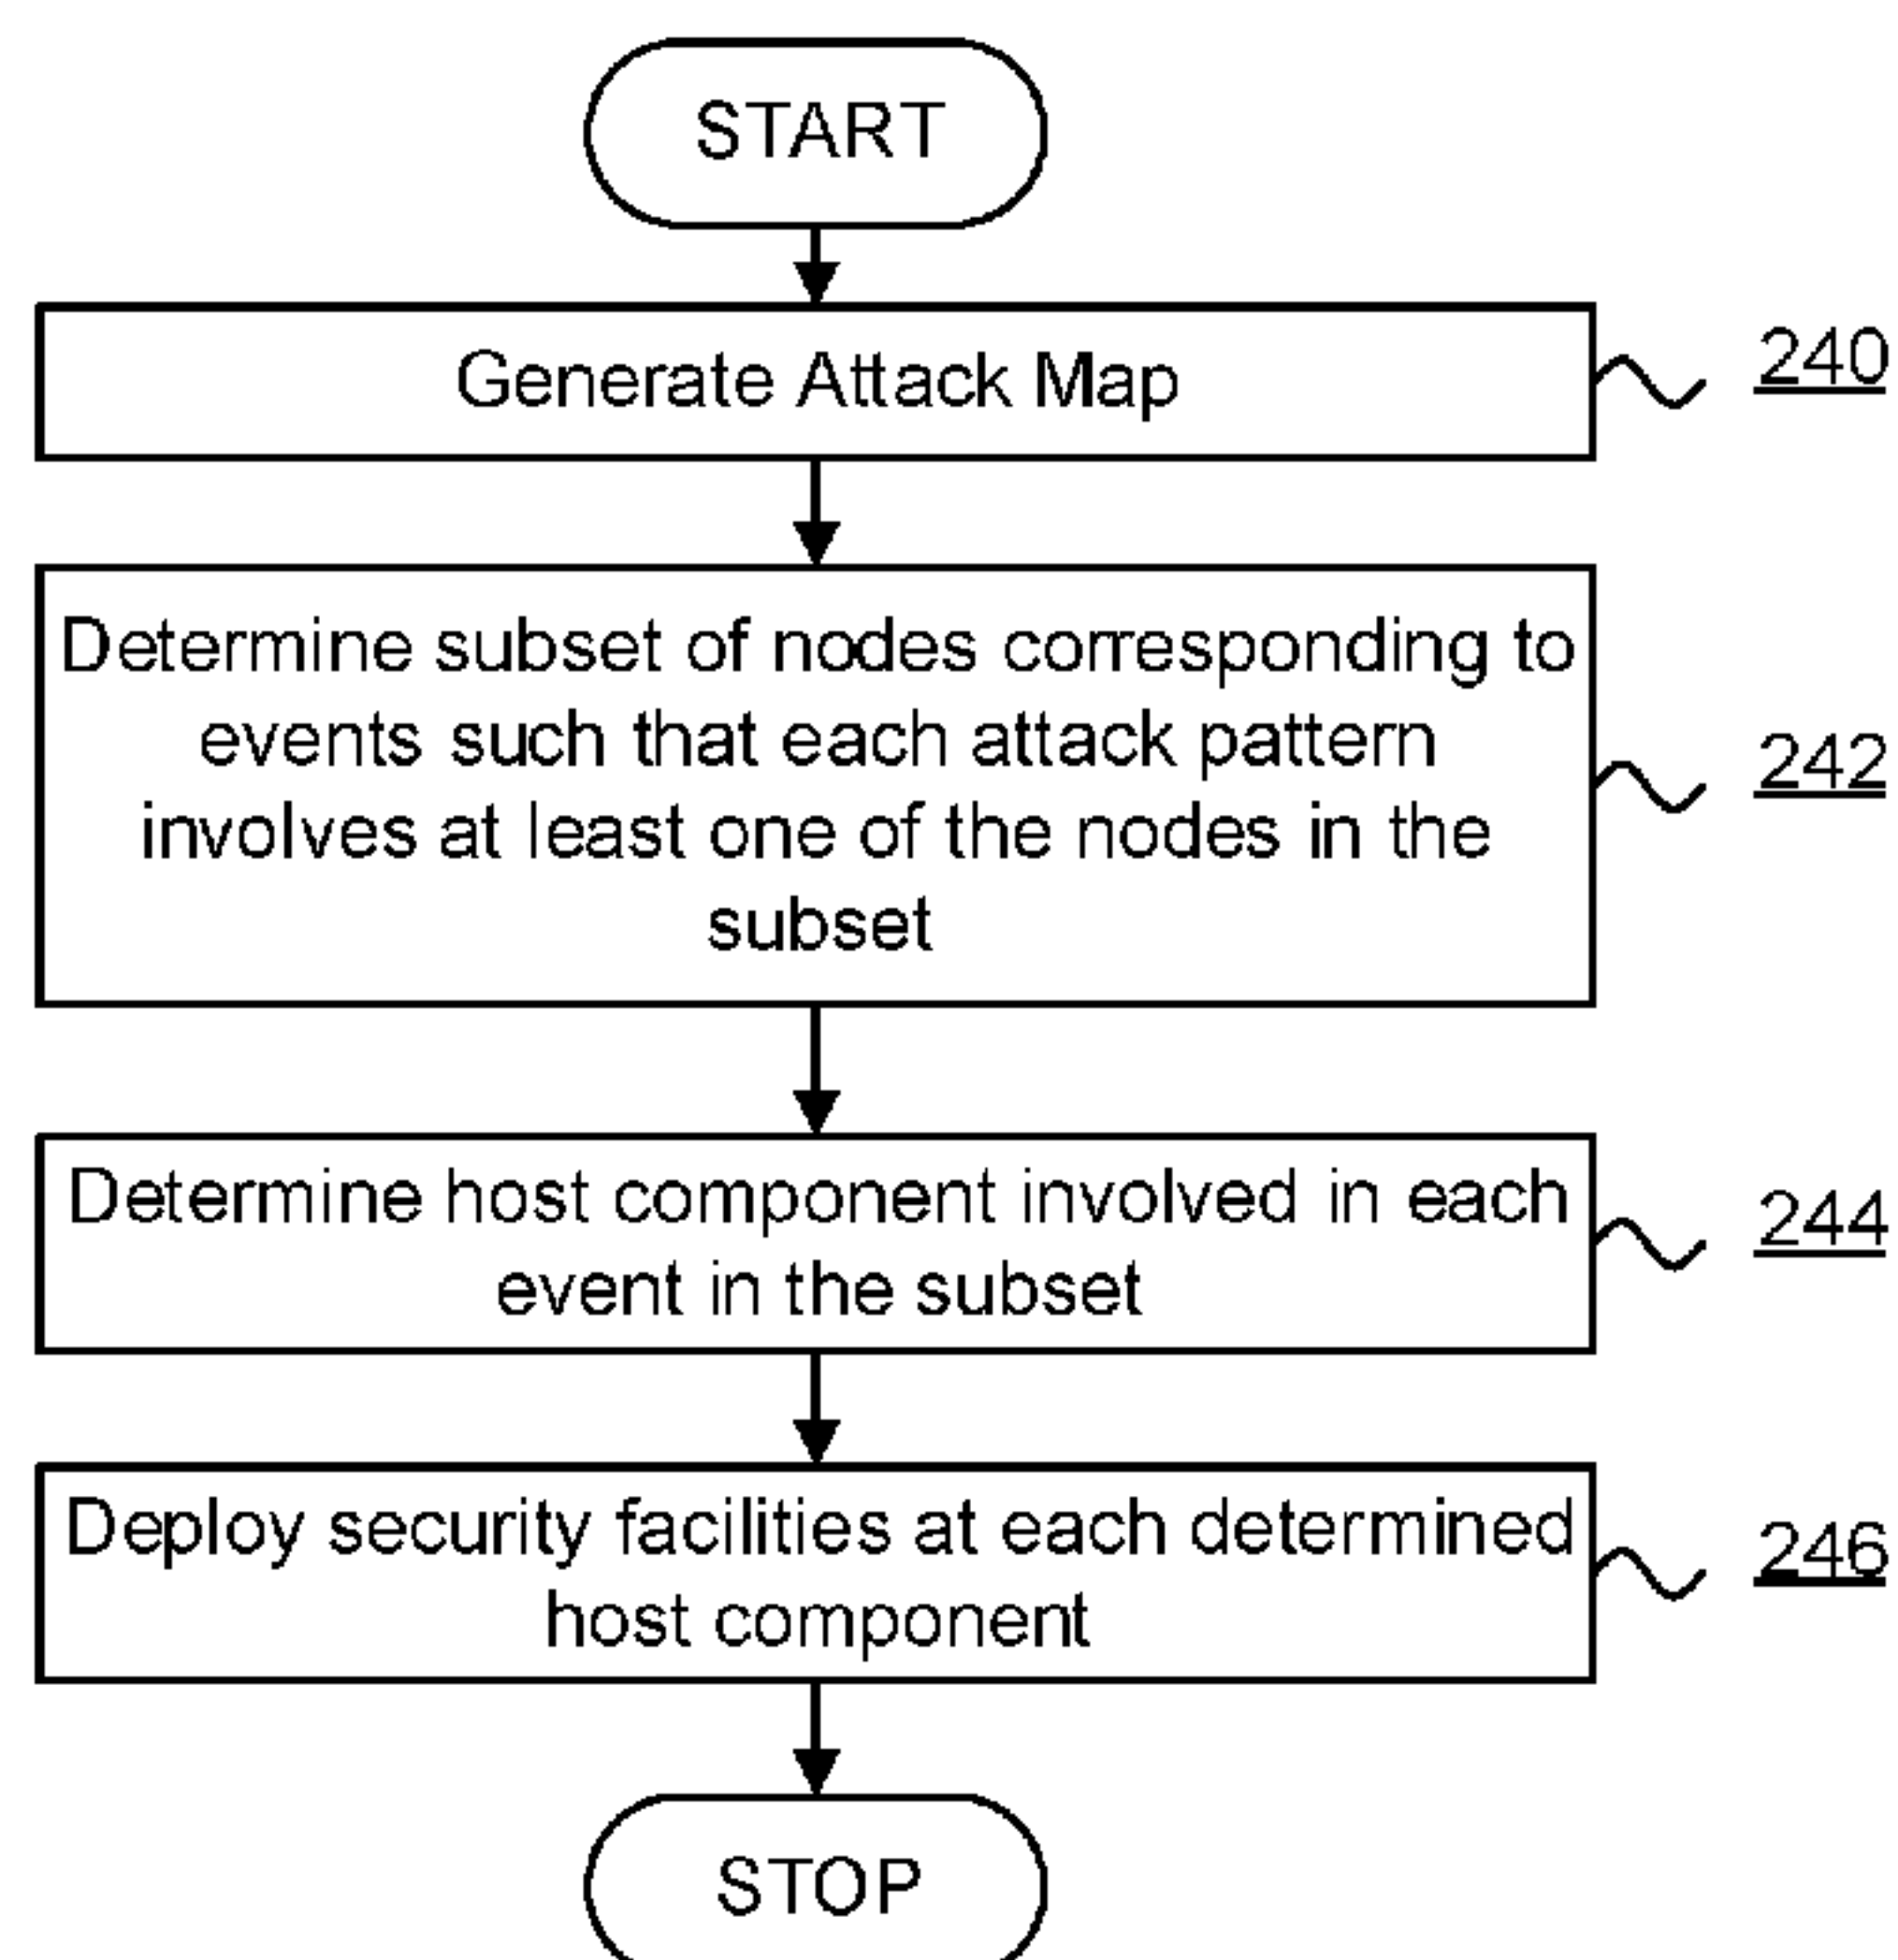 START
Generate Attack Map
240
Determine subset of nodes corresponding to
events such that each attack pattern
involves at least one of the nodes in the
subset
242
Determine host component involved in each
event in the subset
244
Deploy security facilities at each determined
host component
246
STOP